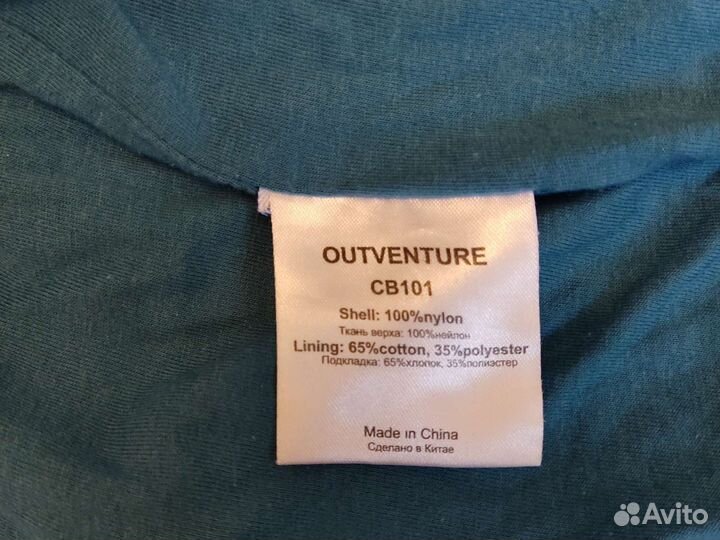 OUTVENTURE
CB101
Shell: 100%nylon
Ткань верха: 100%нейлон
Lining: 65%cotton, 35%polyester
Подкладка: 65%хлопок, 35%полиэстер
Made in China
Сделано в Китае
Avito